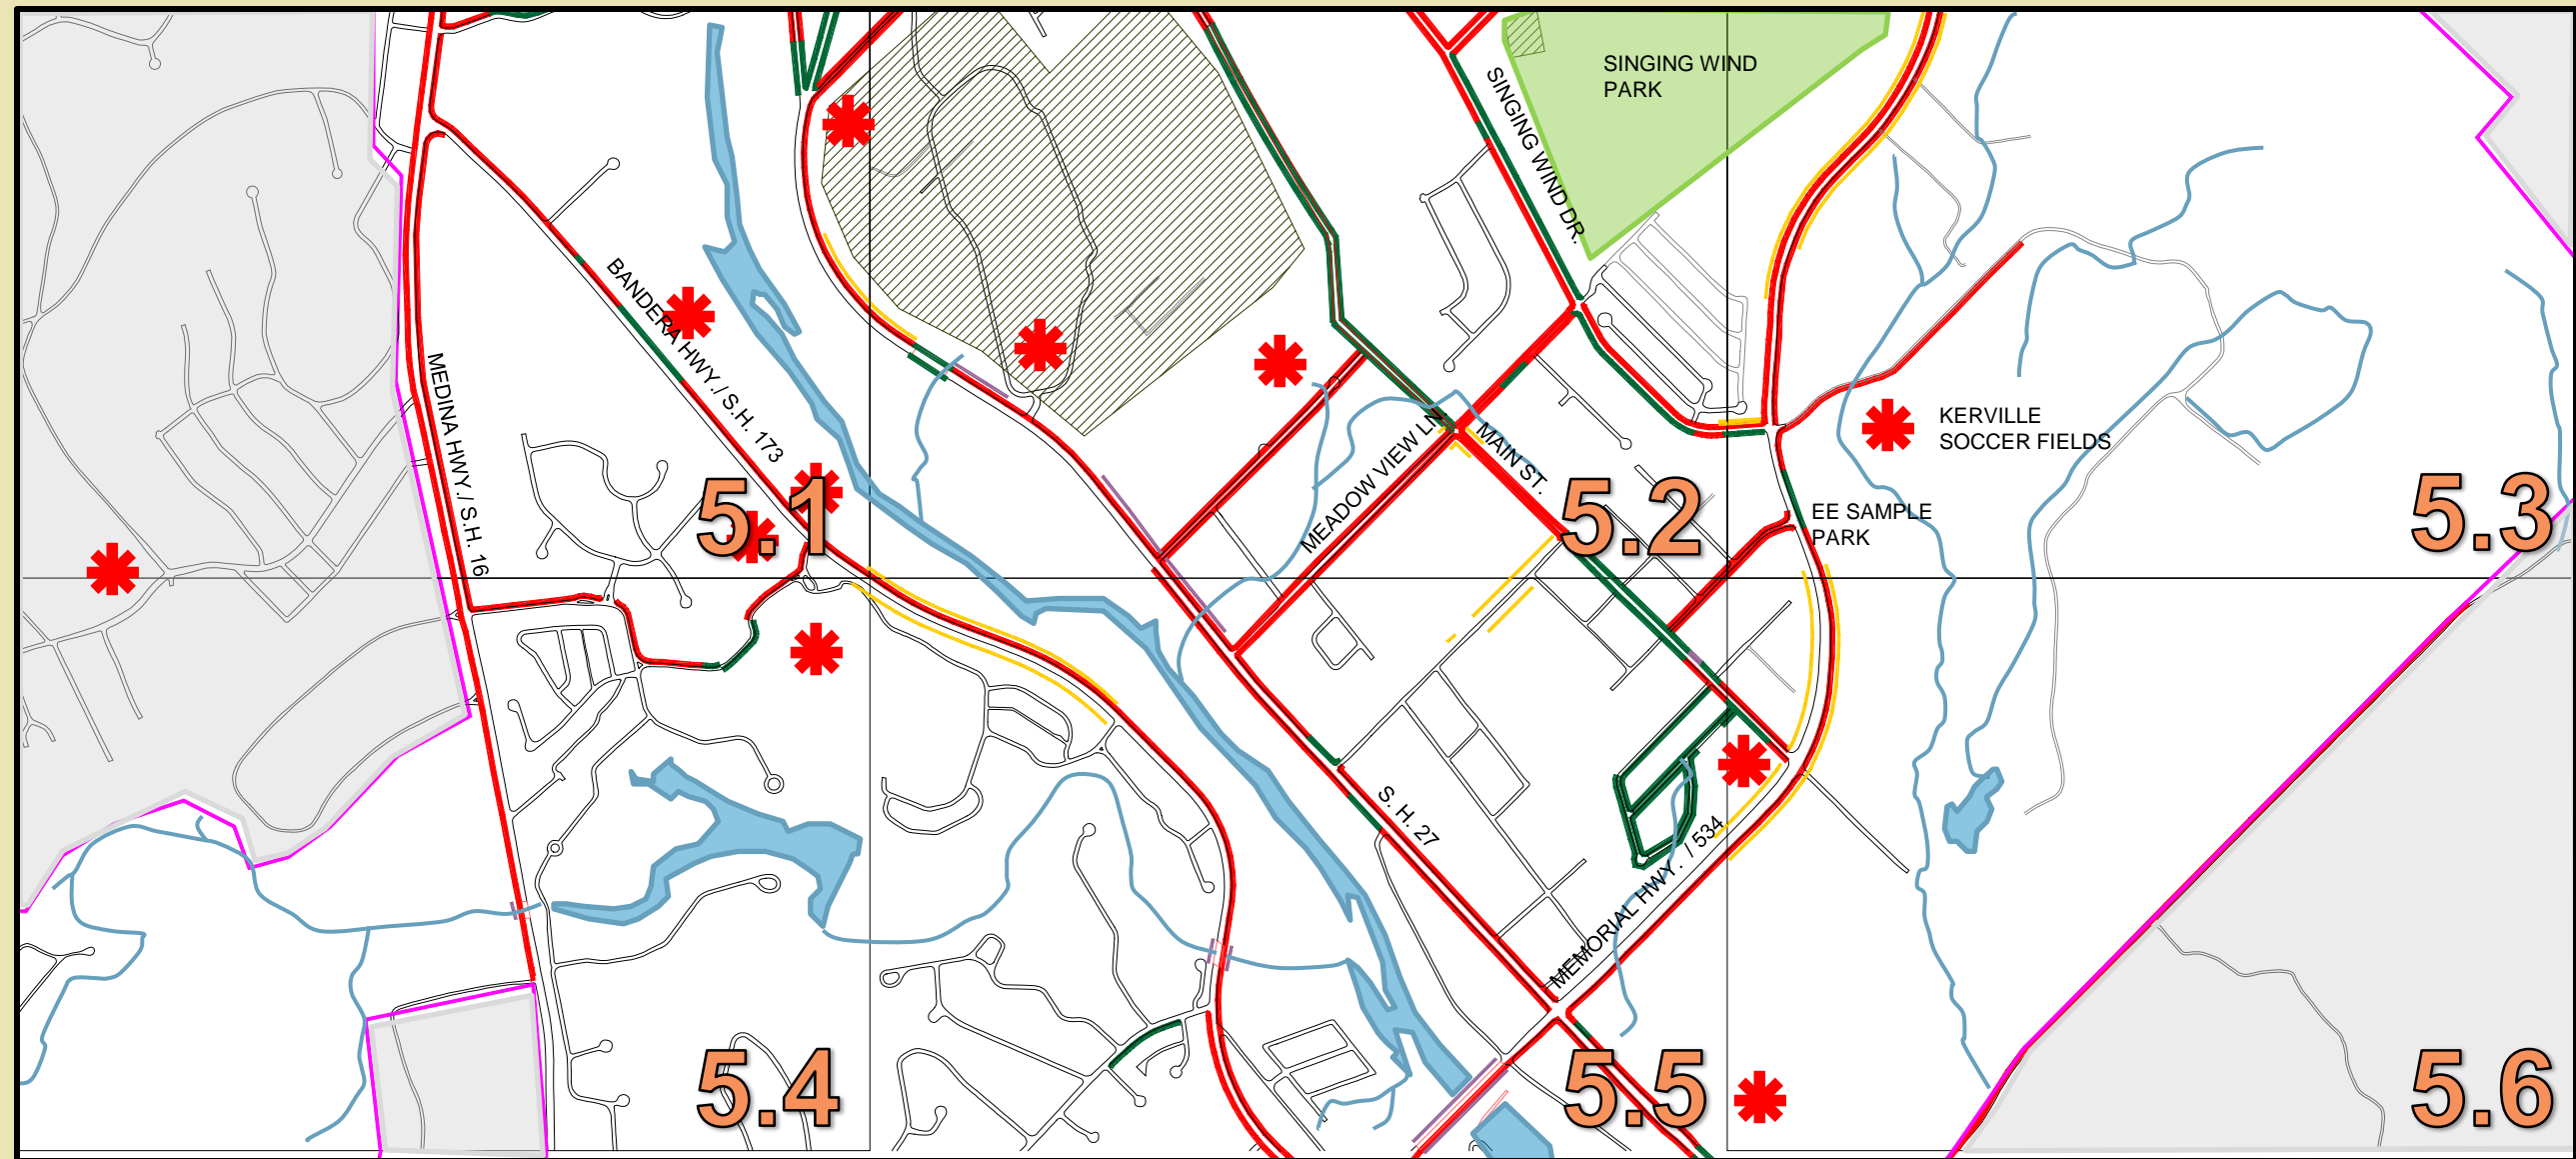 SINGING WIND
PARK
SINGING WIND DR.
BANDERA HWY./ S.H. 173
MEDINA HWY./ S.H. 16
KERVILLE
SOCCER FIELDS
MEADOW VIEW LN.
MAIN ST.
EE SAMPLE
PARK
5.1
5.2
5.3
S. H. 27
MEMORIAL HWY. / 534
5.4
5.5
5.6